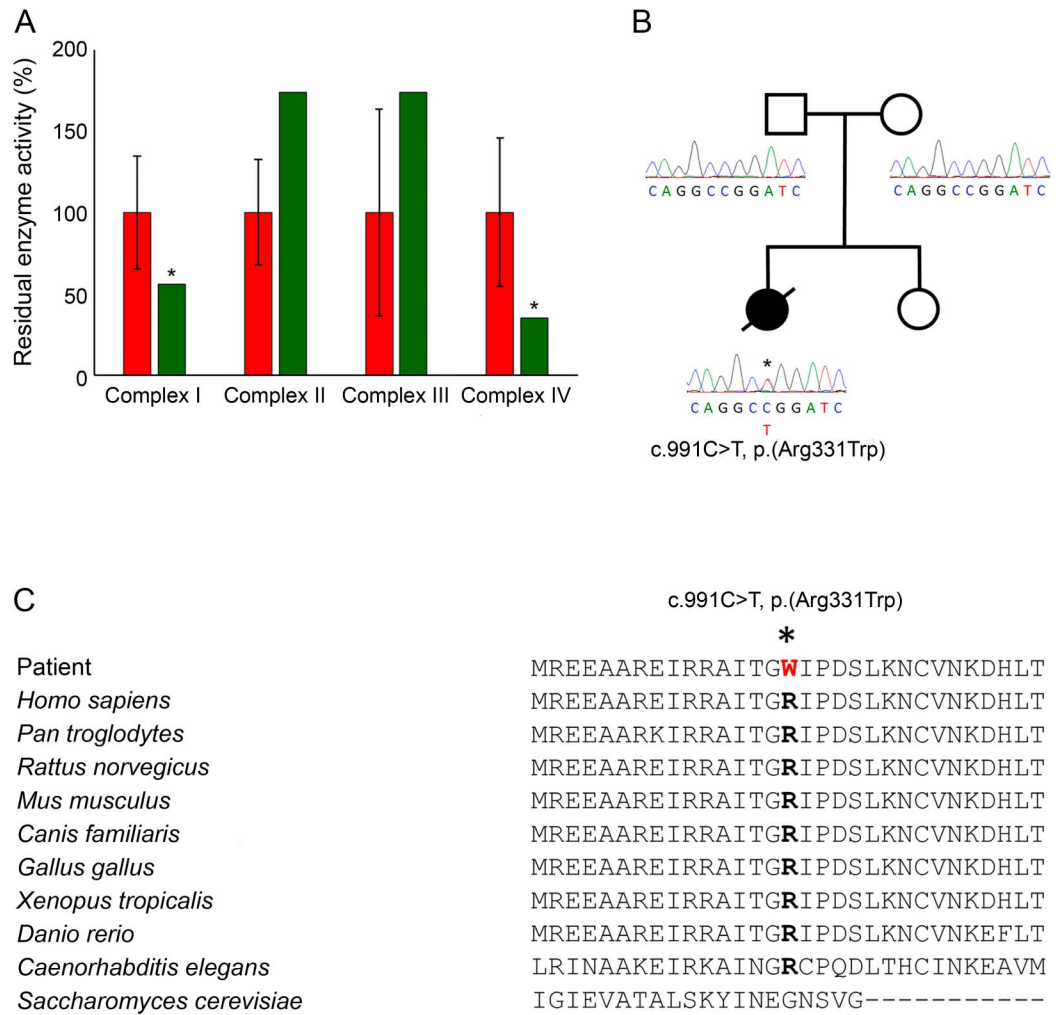 A
Residual enzyme activity (%)
200
150
100
50
0
*
*
Complex I Complex II Complex III Complex IV
B
CAGGCCGGATC
CAGGCCGGATC
*
CAGGCCGGATC
T
c.991C>T, p.(Arg331Trp)
C
c.991C>T, p.(Arg331Trp)
*
Patient MREEAAREIRRAITGWIPDSLKNCVNKDHLT
Homo sapiens MREEAAREIRRAITGRIPDSLKNCVNKDHLT
Pan troglodytes MREEAARKIRRAITGRIPDSLKNCVNKDHLT
Rattus norvegicus MREEAAREIRRAITGRIPDSLKNCVNKDHLT
Mus musculus MREEAAREIRRAITGRIPDSLKNCVNKDHLT
Canis familiaris MREEAAREIRRAITGRIPDSLKNCVNKDHLT
Gallus gallus MREEAAREIRRAITGRIPDSLKNCVNKDHLT
Xenopus tropicalis MREEAAREIRRAITGRIPDSLKNCVNKDHLT
Danio rerio MREEAAREIRRAITGRIPDSLKNCVNKEFLT
Caenorhabditis elegans LRINAAKEIRKAINGRCPQDLTHCINKEAVM
Saccharomyces cerevisiae IGIEVATALSKYINEGNSVG-----------